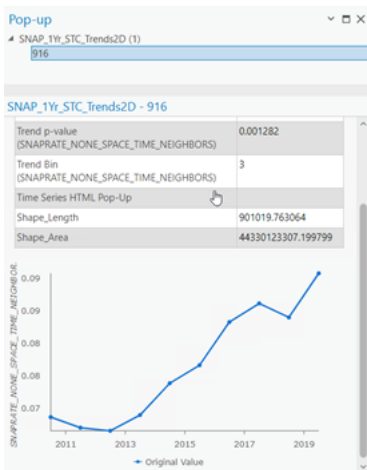 Pop-up
SNAP_1Yr_STC_Trends2D (1)
916
SNAP_1Yr_STC_Trends2D - 916
Trend p-value 0.001282
(SNAPRATE_NONE_SPACE_TIME_NEIGHBORS)
Trend Bin 3
(SNAPRATE_NONE_SPACE_TIME_NEIGHBORS)
Time Series HTML Pop-Up
Shape_Length 901019.763064
Shape_Area 44330123307.199799
SNAPRATE_NONE_SPACE_TIME_NEIGHBOR.
0.09
0.09
0.08
0.08
0.07
2011 2013 2015 2017 2019
Original Value